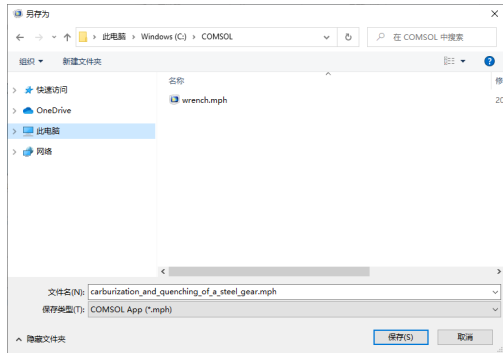 另存为
此电脑 › Windows (C:) › COMSOL
在 COMSOL 中搜索
组织 新建文件夹
名称
修
快速访问
wrench.mph
20
OneDrive
此电脑
网络
文件名(N): carburization_and_quenching_of_a_steel_gear.mph
保存类型(T): COMSOL App (*.mph)
隐藏文件夹
保存(S) 取消